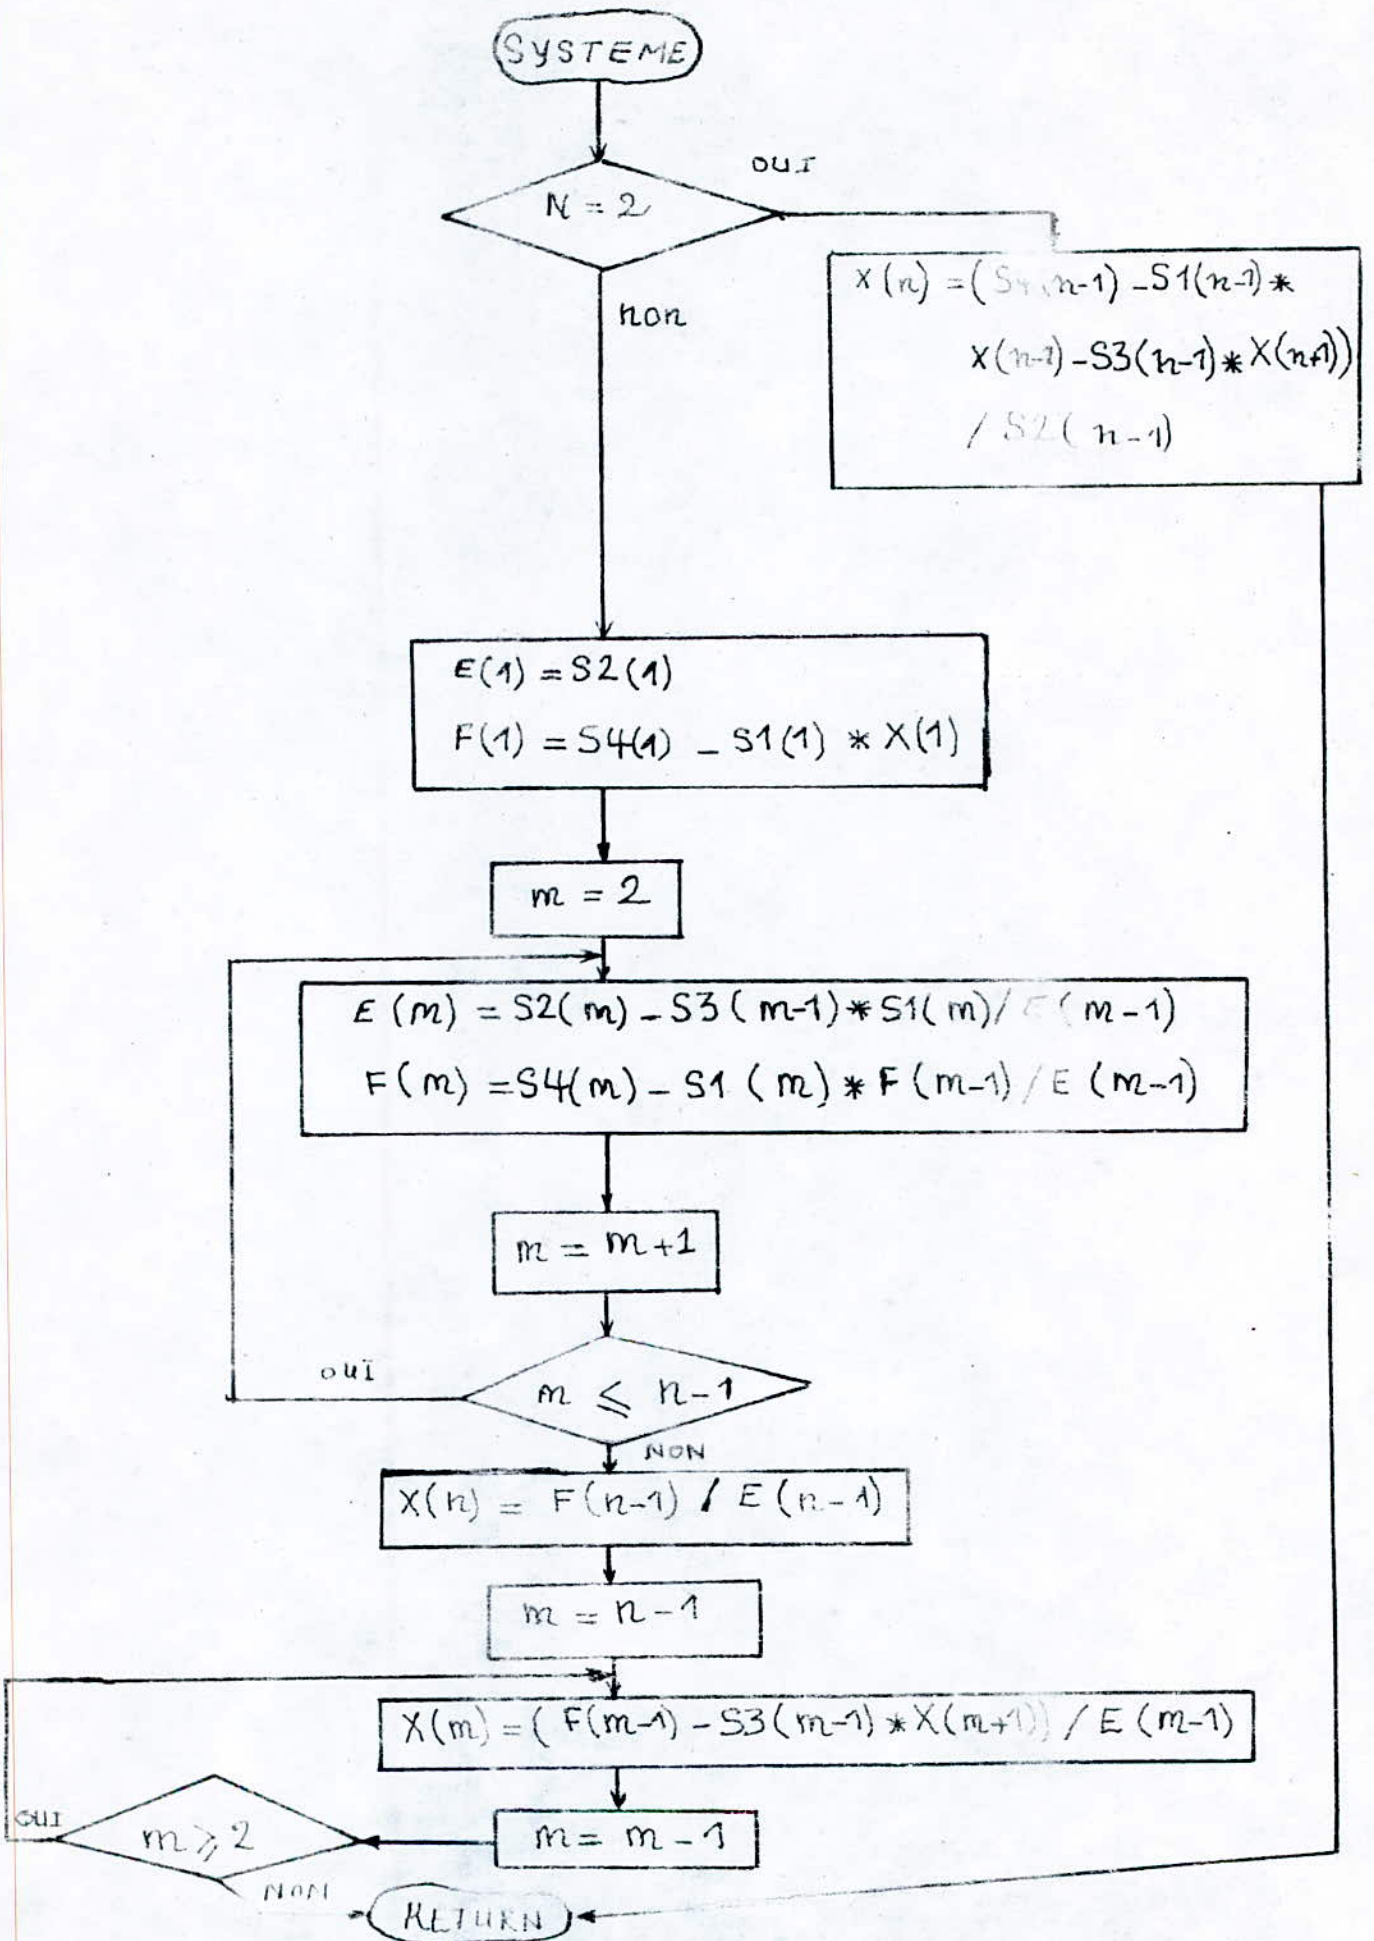 SYSTEME
OUI
N = 2
non
X(n) = (S4(n-1) - S1(n-1) *
X(n-1) - S3(n-1) * X(n+1))
/ S2(n-1)
E(1) = S2(1)
F(1) = S4(1) - S1(1) * X(1)
m = 2
E(m) = S2(m) - S3(m-1) * S1(m) / E(m-1)
F(m) = S4(m) - S1(m) * F(m-1) / E(m-1)
m = m+1
OUI
m ≤ n-1
NON
X(n) = F(n-1) / E(n-1)
m = n-1
X(m) = (F(m-1) - S3(m-1) * X(m+1)) / E(m-1)
OUI
m ≥ 2
m = m-1
NON
RETURN